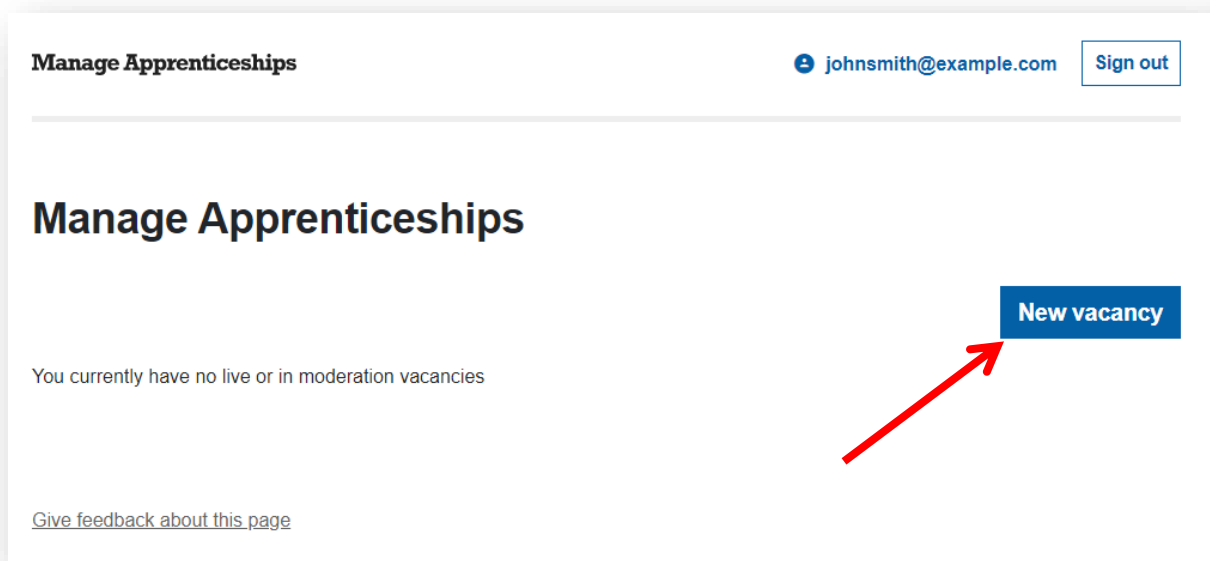 Manage Apprenticeships
johnsmith@example.com
Sign out
Manage Apprenticeships
New vacancy
You currently have no live or in moderation vacancies
Give feedback about this page